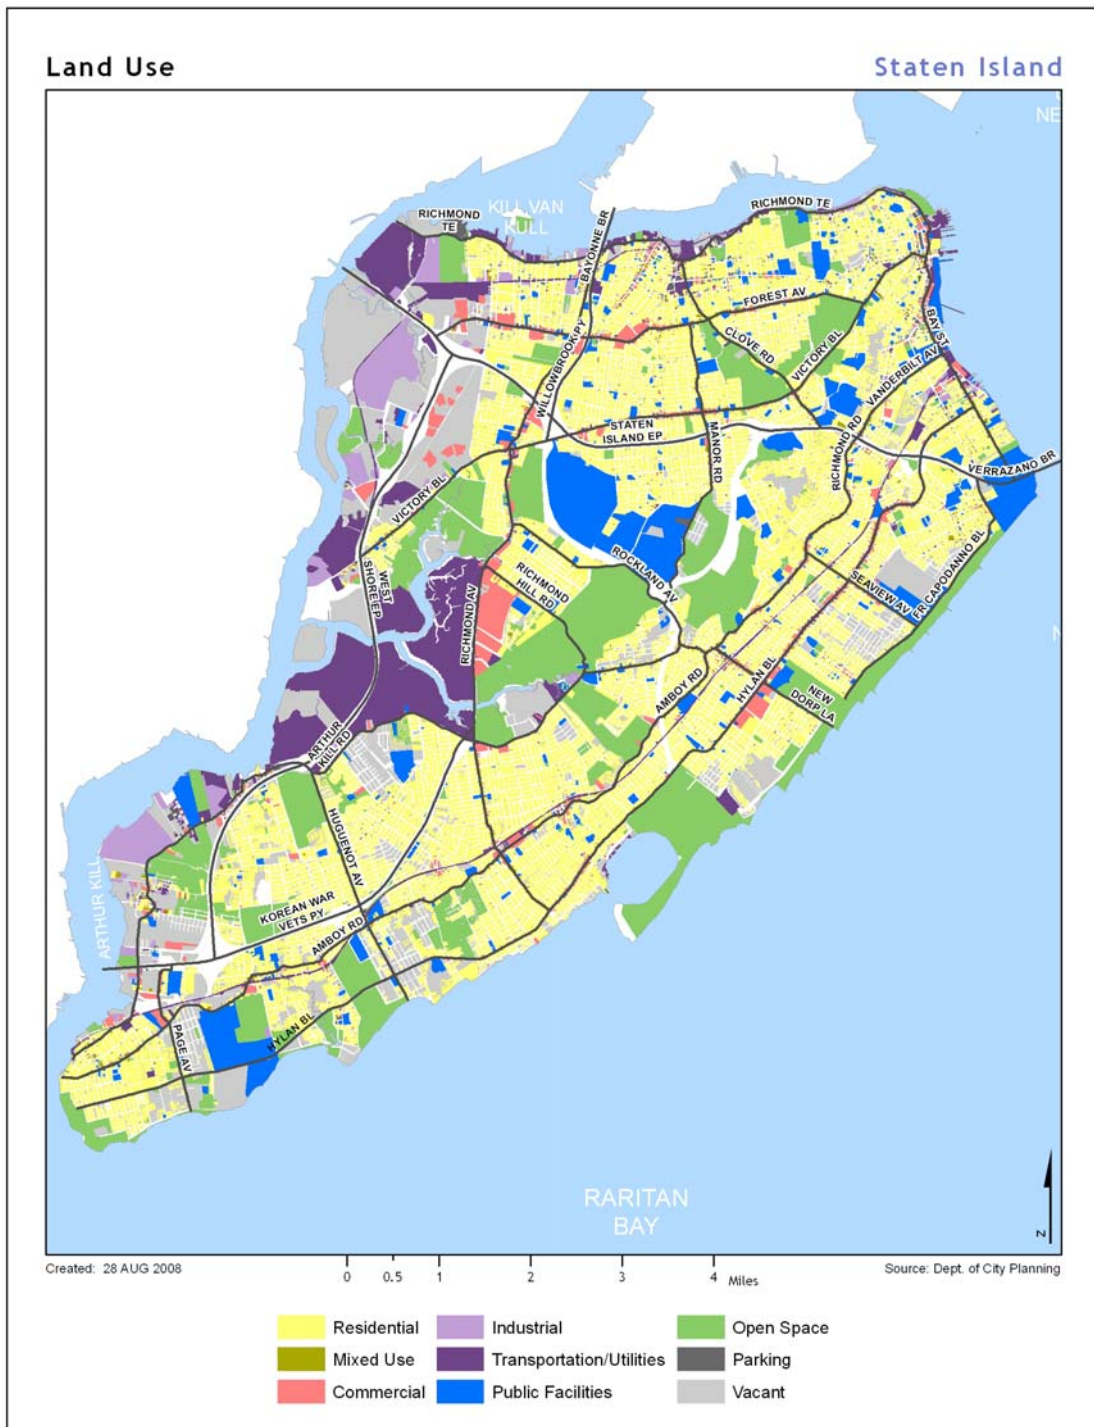 Land Use
Staten Island
NE
KILL VAN
KULL
RICHMOND
TE
BAYONNE BR
RICHMOND TE
FOREST AV
CLOVE RD
VICTORY BL
BAY ST
VANDERBILT AV
WILLOWBROOK PY
STATEN
ISLAND EP
MANOR RD
RICHMOND RD
VERRAZANO BR
VICTORY BL
WEST
SHORE EP
ROCKLAND AV
RICHMOND
HILL RD
RICHMOND AV
SEAVIEW AV
FR CAPODANNO BL
AMBOY RD
HYLAN BL
NEW
DORP LA
ARTHUR
KILL RD
HUGUENOT AV
ARTHUR KILL
KOREAN WAR
VETS PY
AMBOY RD
HYLAN BL
PAGE AV
RARITAN
BAY
N
Created: 28 AUG 2008
Source: Dept. of City Planning
0 0.5 1 2 3 4 Miles
Residential
Industrial
Open Space
Mixed Use
Transportation/Utilities
Parking
Commercial
Public Facilities
Vacant